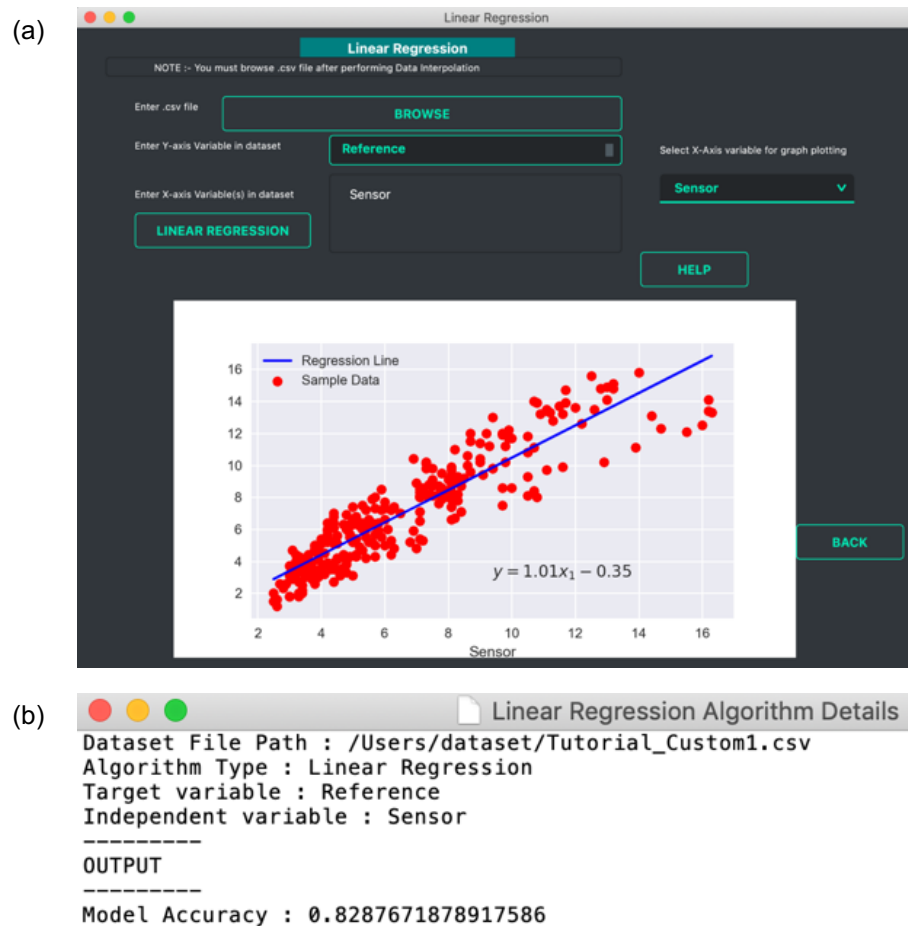 (a)
Linear Regression
Linear Regression
NOTE :- You must browse .csv file after performing Data Interpolation
Enter .csv file
BROWSE
Enter Y-axis Variable in dataset
Reference
Select X-Axis variable for graph plotting
Enter X-axis Variable(s) in dataset
Sensor
Sensor
LINEAR REGRESSION
HELP
Regression Line
Sample Data
16
14
12
10
8
6
4
2
y = 1.01x₁ − 0.35
2 4 6 8 10 12 14 16
Sensor
BACK
(b)
Linear Regression Algorithm Details
Dataset File Path : /Users/dataset/Tutorial_Custom1.csv
Algorithm Type : Linear Regression
Target variable : Reference
Independent variable : Sensor
---------
OUTPUT
---------
Model Accuracy : 0.8287671878917586